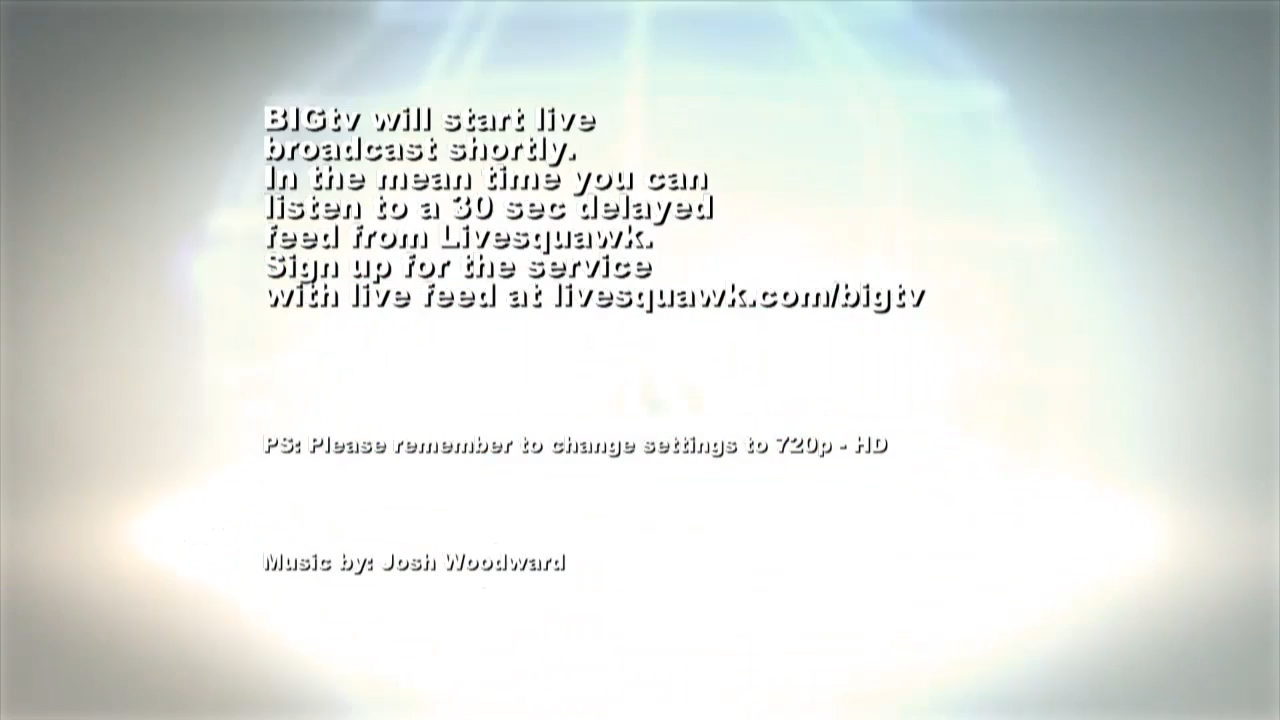 BIGtv will start live
broadcast shortly.
In the mean time you can
listen to a 30 sec delayed
feed from Livesquawk.
Sign up for the service
with live feed at livesquawk.com/bigtv
PS: Please remember to change settings to 720p - HD
Music by: Josh Woodward